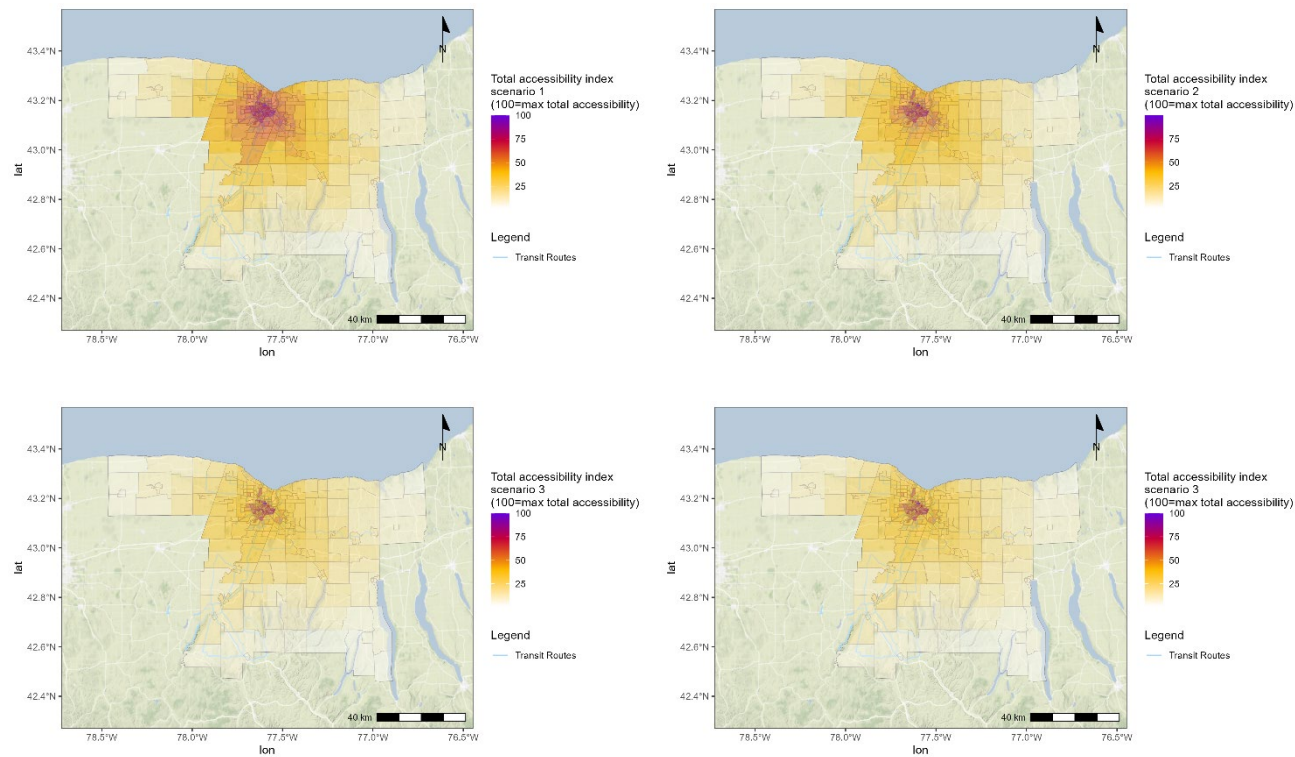 43.4°N
43.2°N
43.0°N
42.8°N
42.6°N
42.4°N
lat
78.5°W 78.0°W 77.5°W 77.0°W 76.5°W
lon
N
40 km
Total accessibility index
scenario 1
(100=max total accessibility)
100
75
50
25
Legend
Transit Routes
43.4°N
43.2°N
43.0°N
42.8°N
42.6°N
42.4°N
lat
78.5°W 78.0°W 77.5°W 77.0°W 76.5°W
lon
N
40 km
Total accessibility index
scenario 2
(100=max total accessibility)
75
50
25
Legend
Transit Routes
43.4°N
43.2°N
43.0°N
42.8°N
42.6°N
42.4°N
lat
78.5°W 78.0°W 77.5°W 77.0°W 76.5°W
lon
N
40 km
Total accessibility index
scenario 3
(100=max total accessibility)
100
75
50
25
Legend
Transit Routes
43.4°N
43.2°N
43.0°N
42.8°N
42.6°N
42.4°N
lat
78.5°W 78.0°W 77.5°W 77.0°W 76.5°W
lon
N
40 km
Total accessibility index
scenario 3
(100=max total accessibility)
100
75
50
25
Legend
Transit Routes